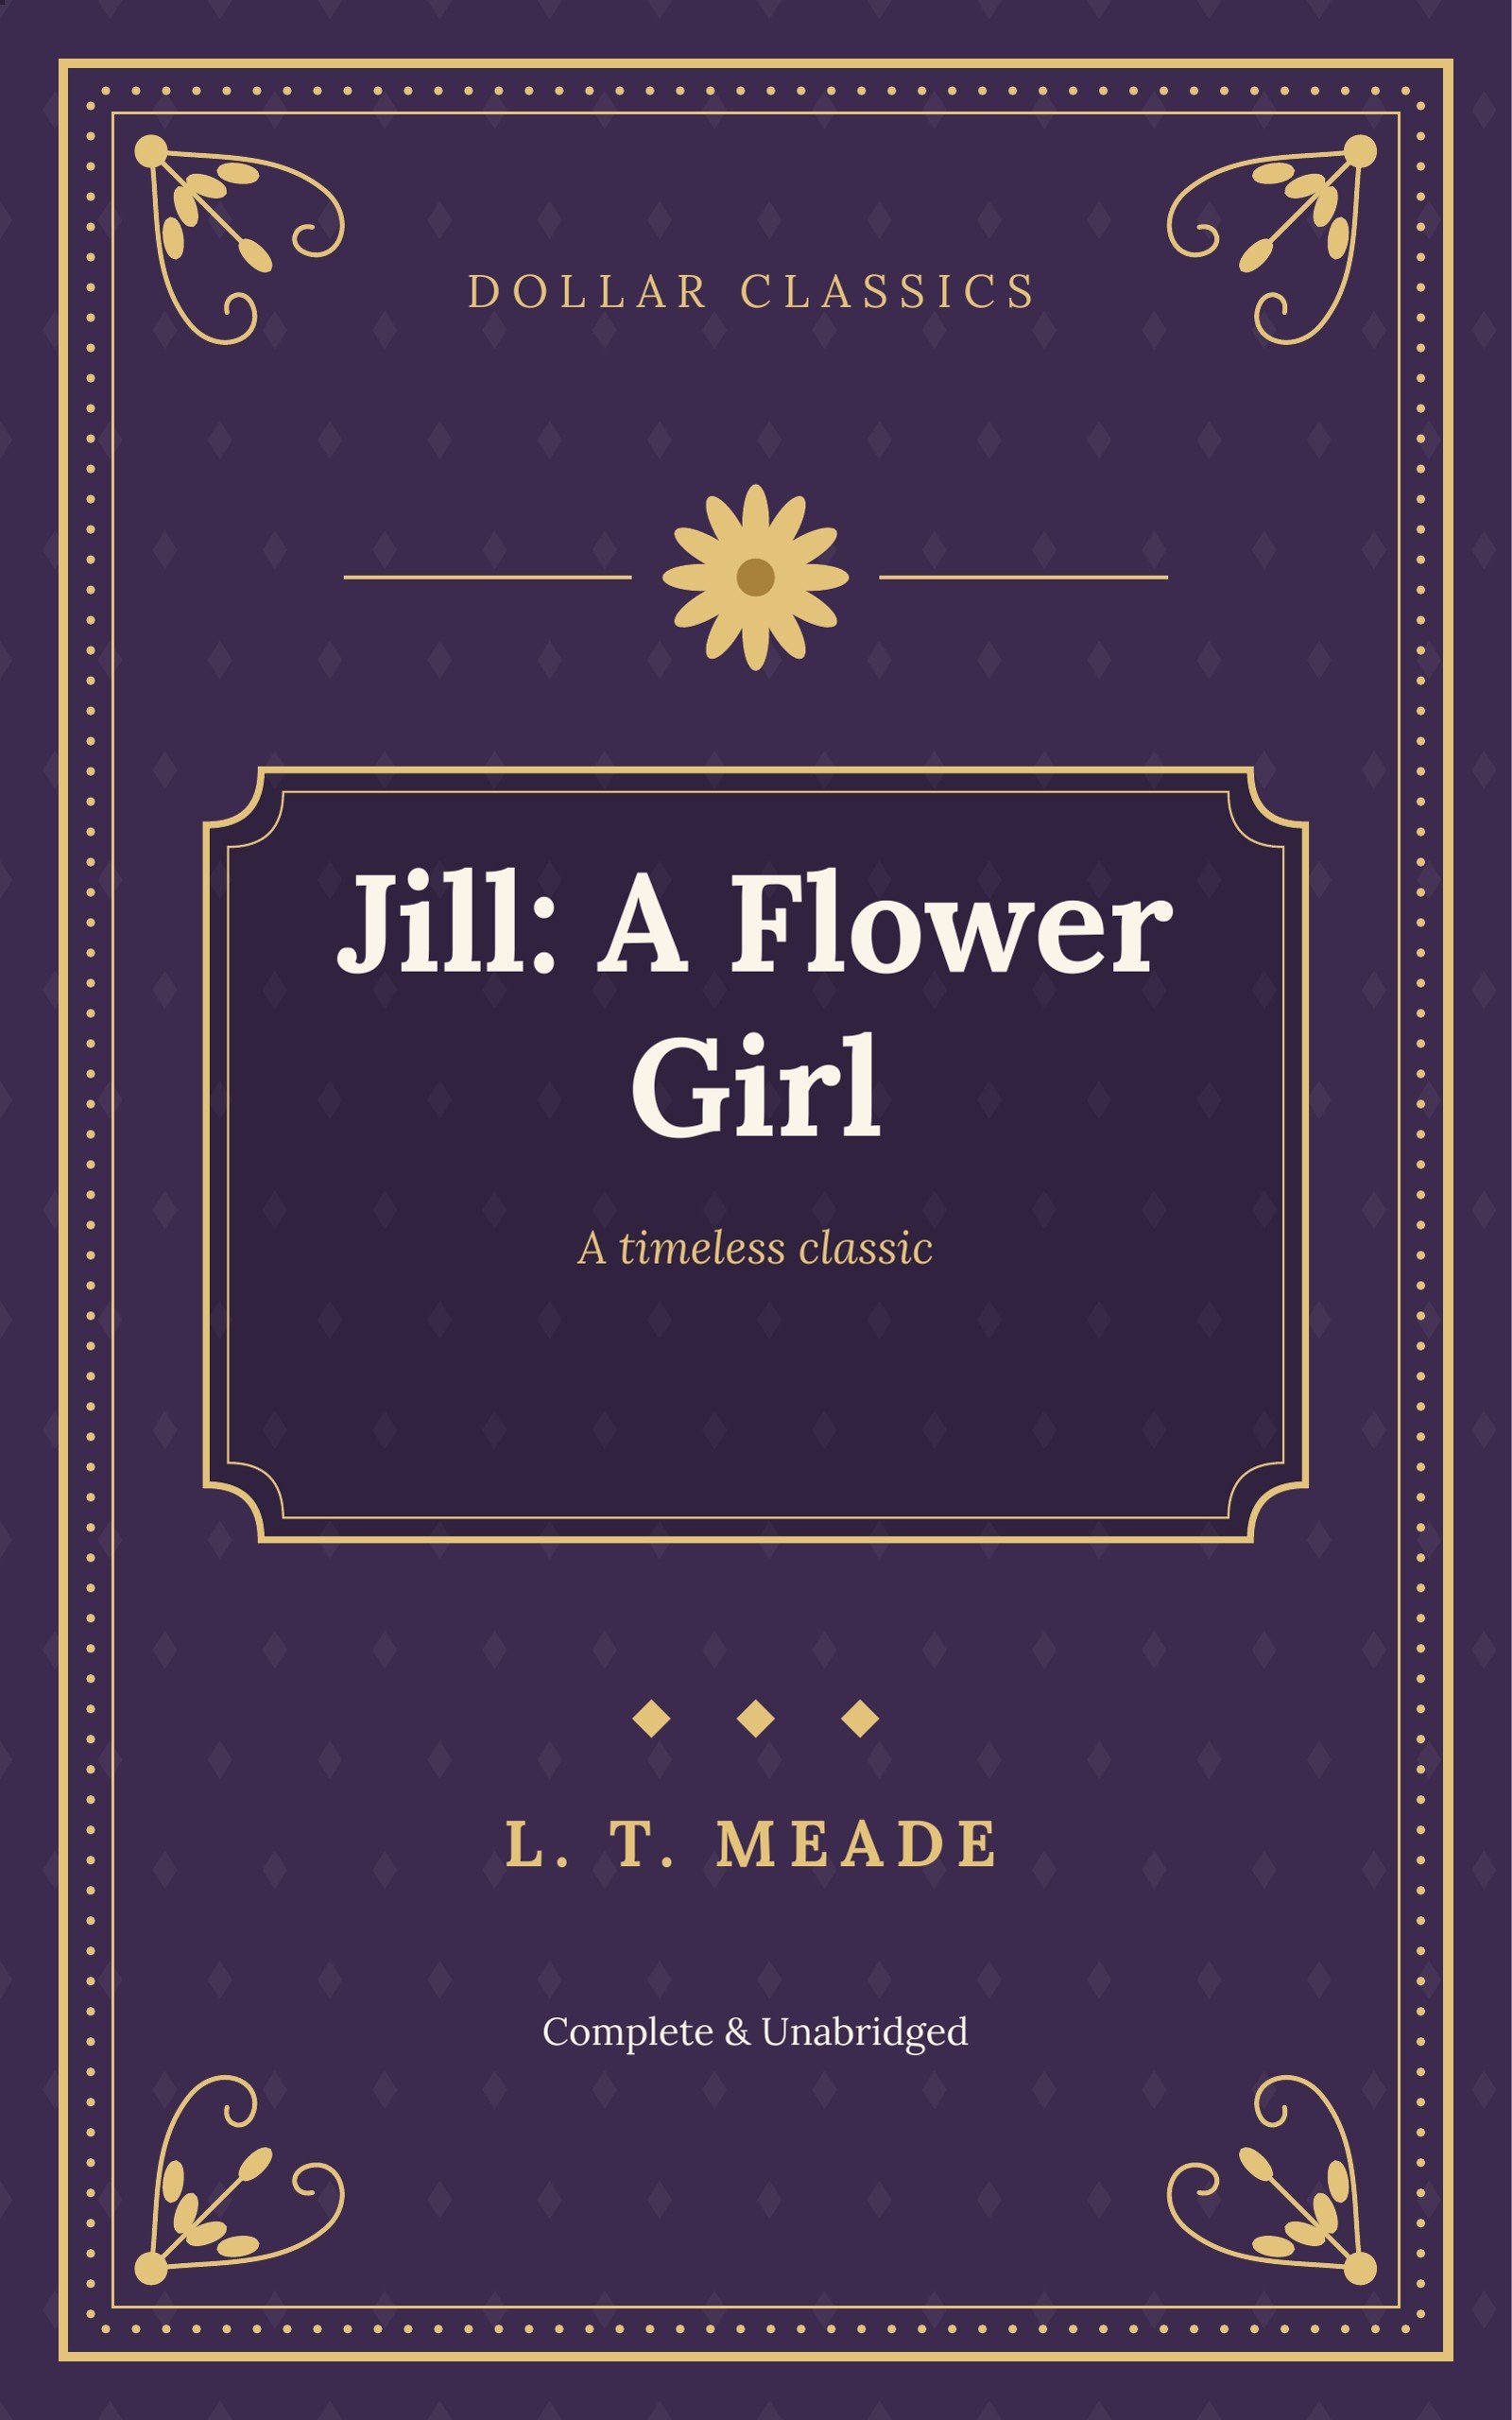 DOLLAR CLASSICS
Jill: A Flower
Girl
A timeless classic
L. T. MEADE
Complete & Unabridged